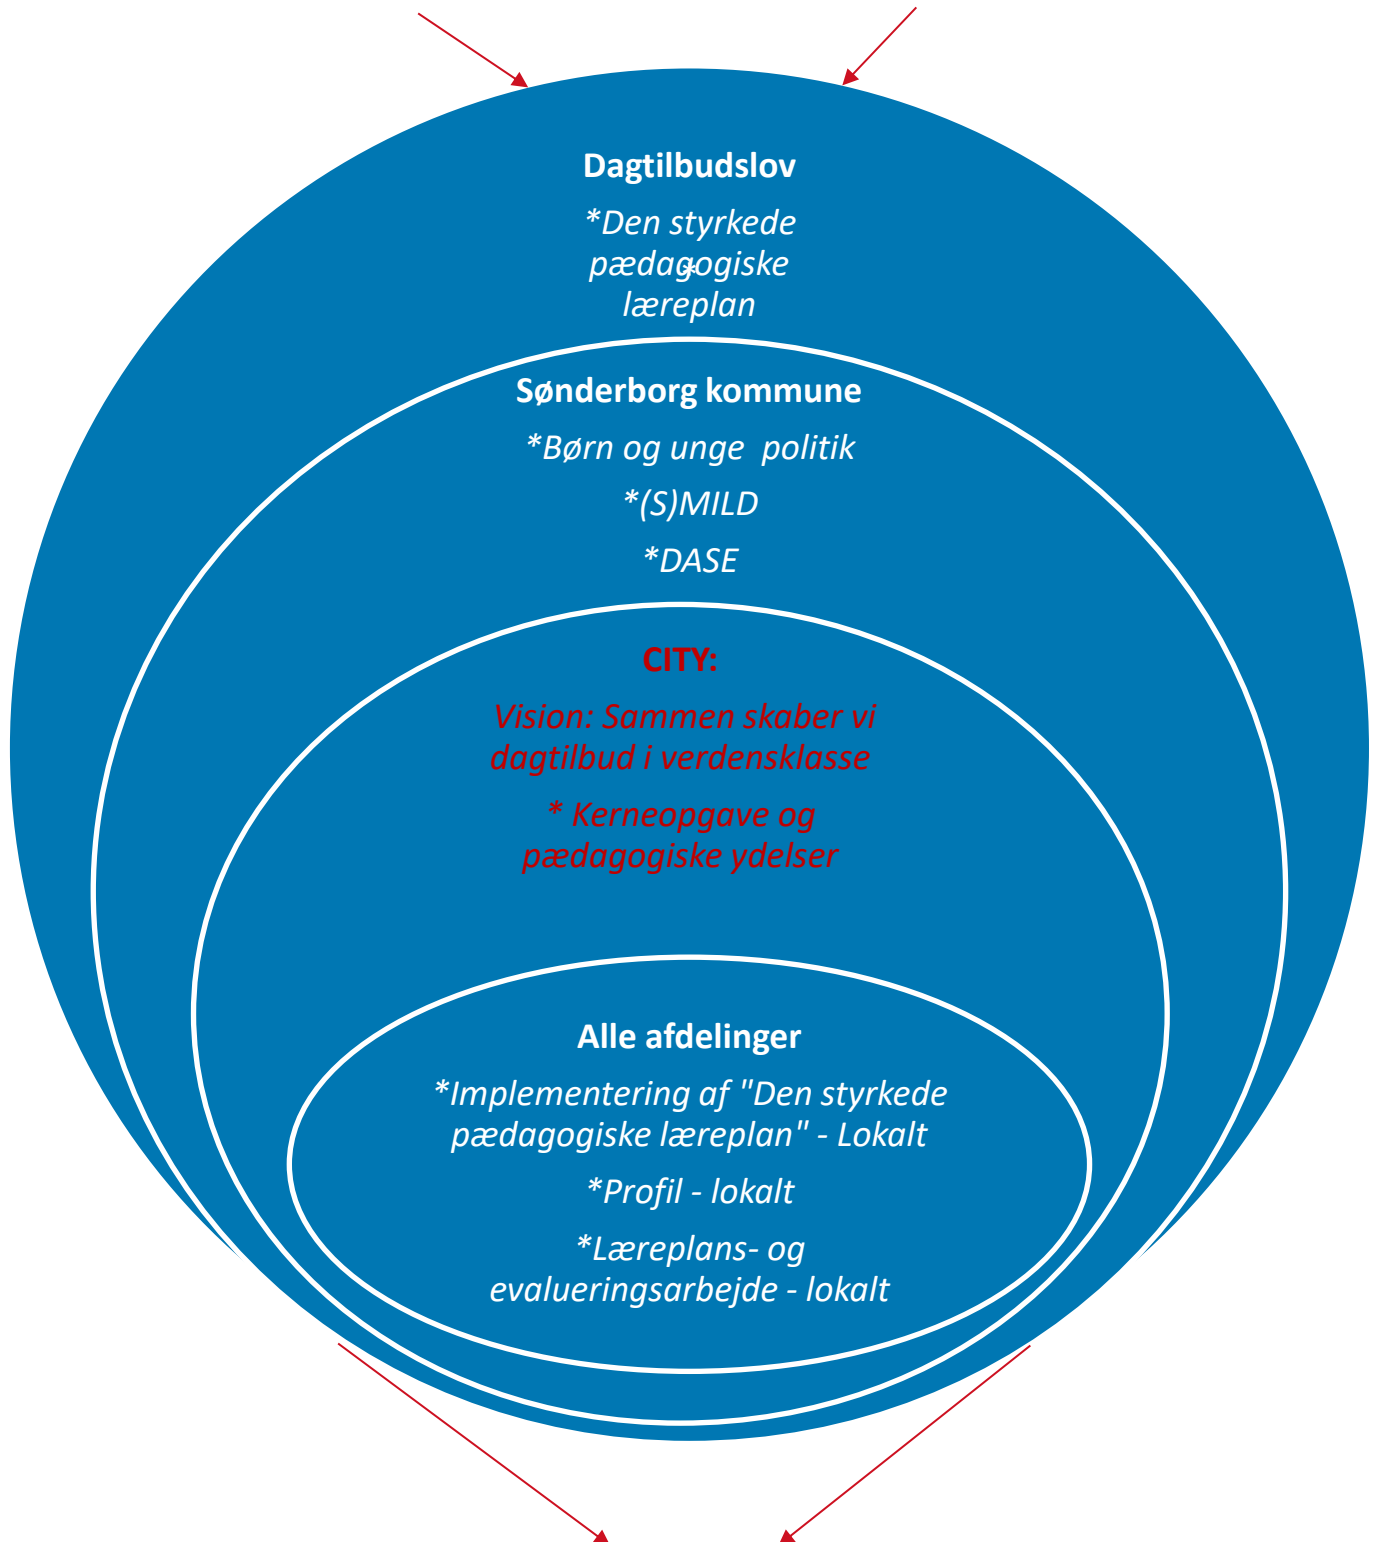 Dagtilbudslov
*Den styrkede
pædagogiske
*
læreplan
Sønderborg kommune
*Børn og unge  politik
*(S)MILD
*DASE
CITY:
Vision: Sammen skaber vi
dagtilbud i verdensklasse
* Kerneopgave og
pædagogiske ydelser
Alle afdelinger
*Implementering af "Den styrkede
pædagogiske læreplan" - Lokalt
*Profil - lokalt
*Læreplans- og
evalueringsarbejde - lokalt